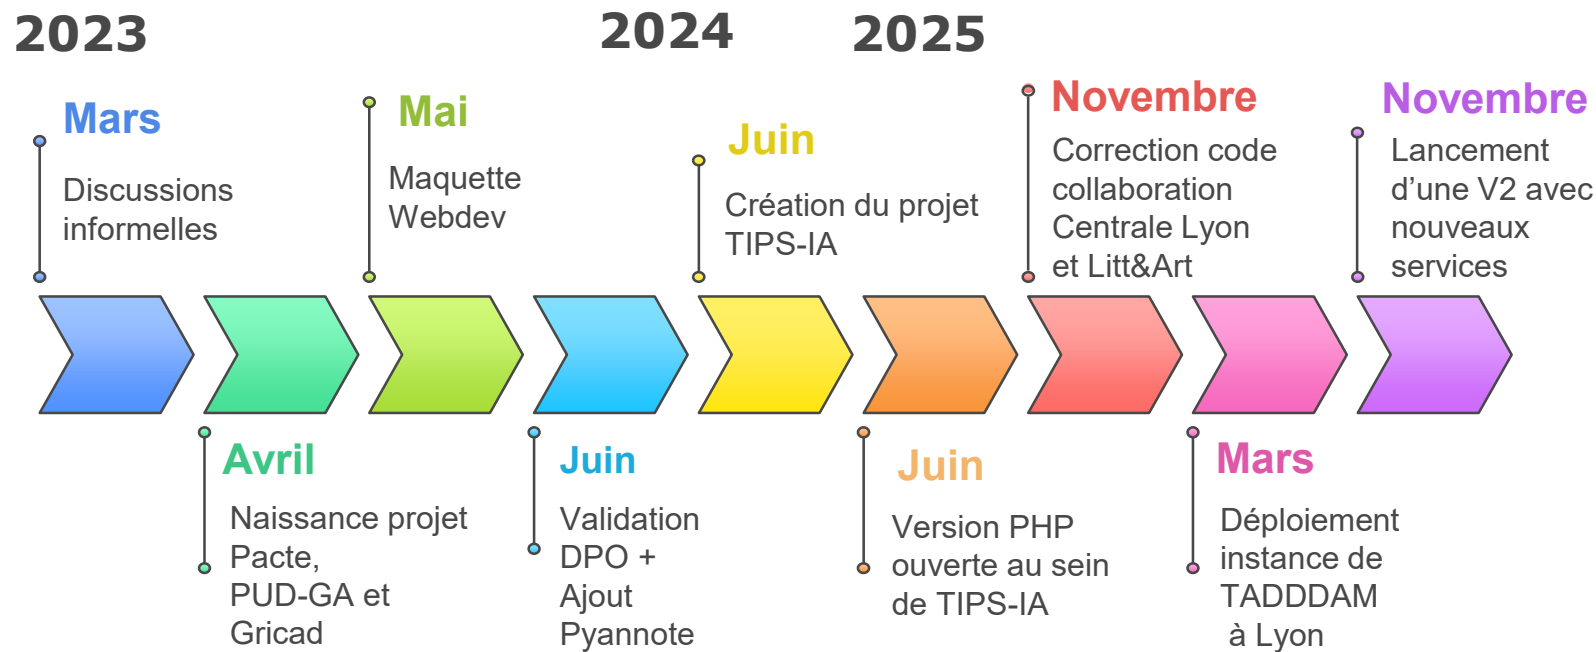 2023
2024
2025
Mars
Discussions
informelles
Avril
Naissance projet
Pacte,
PUD-GA et
Gricad
Mai
Maquette
Webdev
Juin
Validation
DPO +
Ajout
Pyannote
Juin
Création du projet
TIPS-IA
Juin
Version PHP
ouverte au sein
de TIPS-IA
Novembre
Correction code
collaboration
Centrale Lyon
et Litt&Art
Mars
Déploiement
instance de
TADDDAM
à Lyon
Novembre
Lancement
d’une V2 avec
nouveaux
services